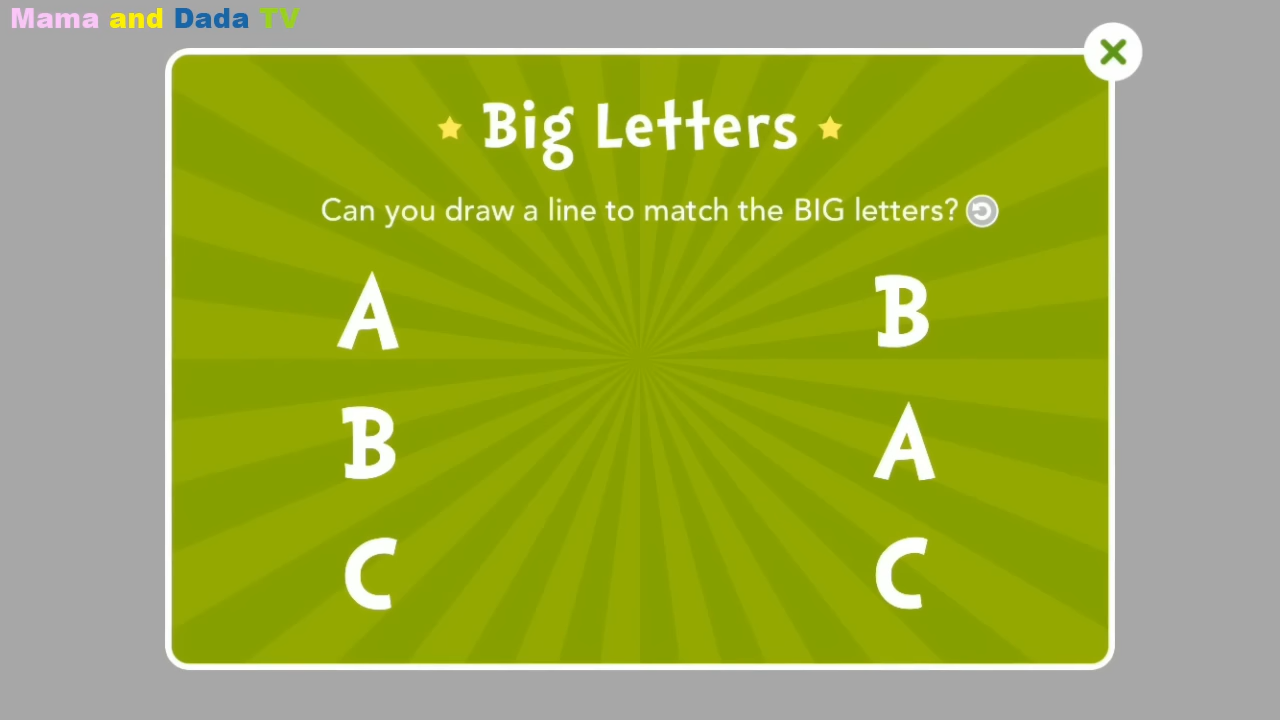 Mama and Dada TV
Big Letters
Can you draw a line to match the BIG letters?
A B
B A
C C